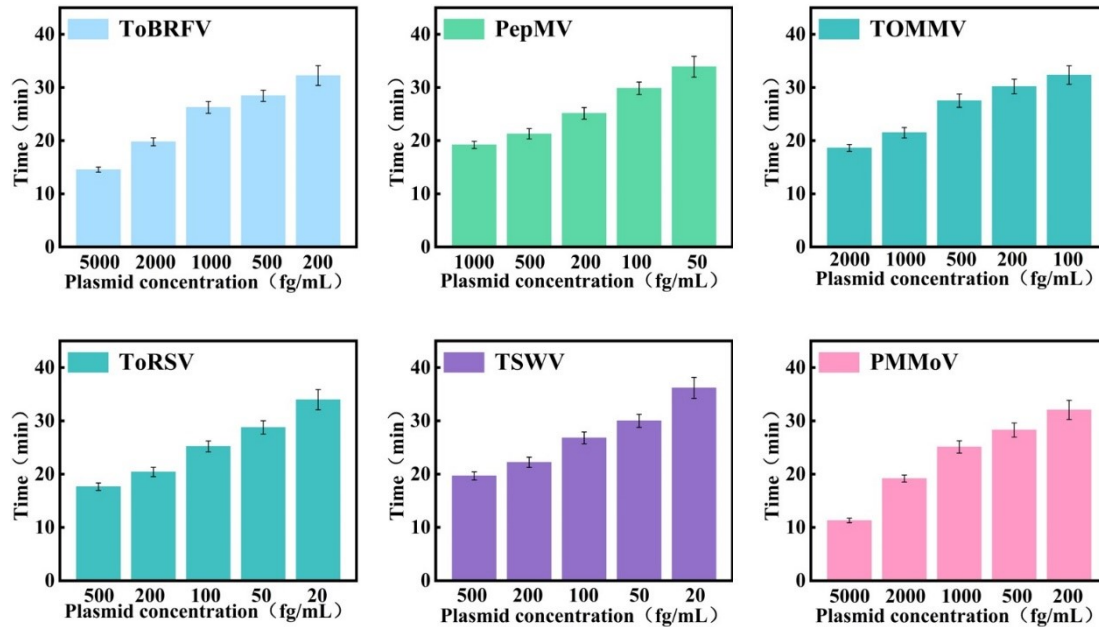 ToBRFV
Time（min）
40
30
20
10
0
5000 2000 1000 500 200
Plasmid concentration（fg/mL）
PepMV
Time（min）
40
30
20
10
0
1000 500 200 100 50
Plasmid concentration（fg/mL）
TOMMV
Time（min）
40
30
20
10
0
2000 1000 500 200 100
Plasmid concentration（fg/mL）
ToRSV
Time（min）
40
30
20
10
0
500 200 100 50 20
Plasmid concentration（fg/mL）
TSWV
Time（min）
40
30
20
10
0
500 200 100 50 20
Plasmid concentration（fg/mL）
PMMoV
Time（min）
40
30
20
10
0
5000 2000 1000 500 200
Plasmid concentration（fg/mL）